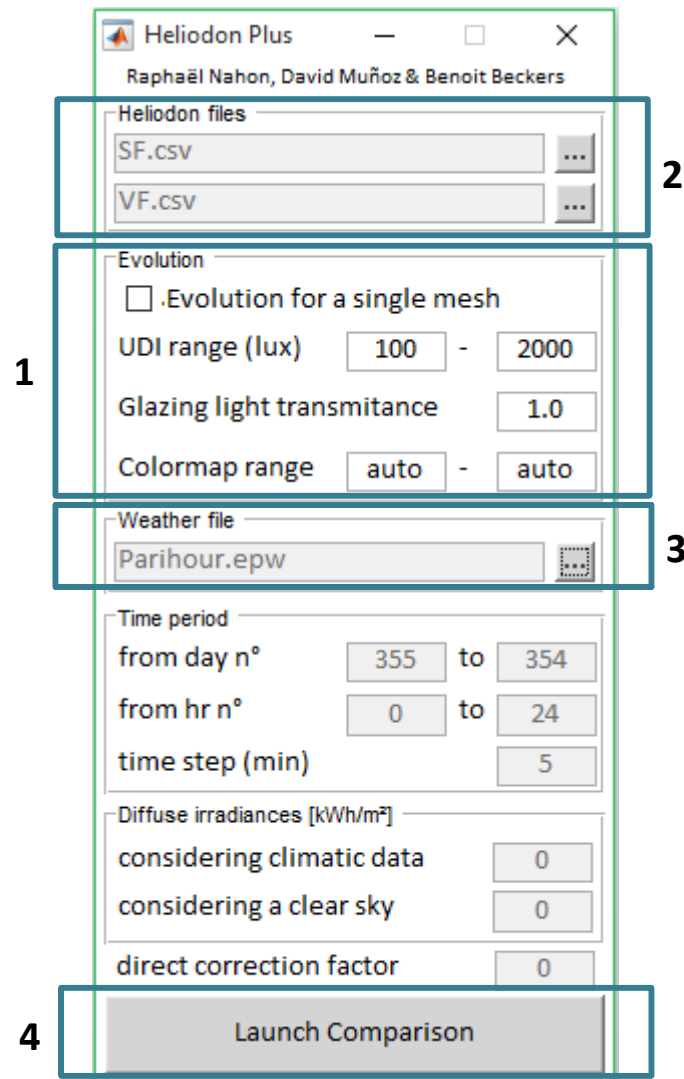 Heliodon Plus
Raphaël Nahon, David Muñoz & Benoit Beckers
Heliodon files
SF.csv ...
2
VF.csv ...
Evolution
Evolution for a single mesh
UDI range (lux) 100 - 2000
1
Glazing light transmitance 1.0
Colormap range auto - auto
Weather file
Parihour.epw ...
3
Time period
from day n° 355 to 354
from hr n° 0 to 24
time step (min) 5
Diffuse irradiances [kWh/m²]
considering climatic data 0
considering a clear sky 0
direct correction factor 0
4 Launch Comparison